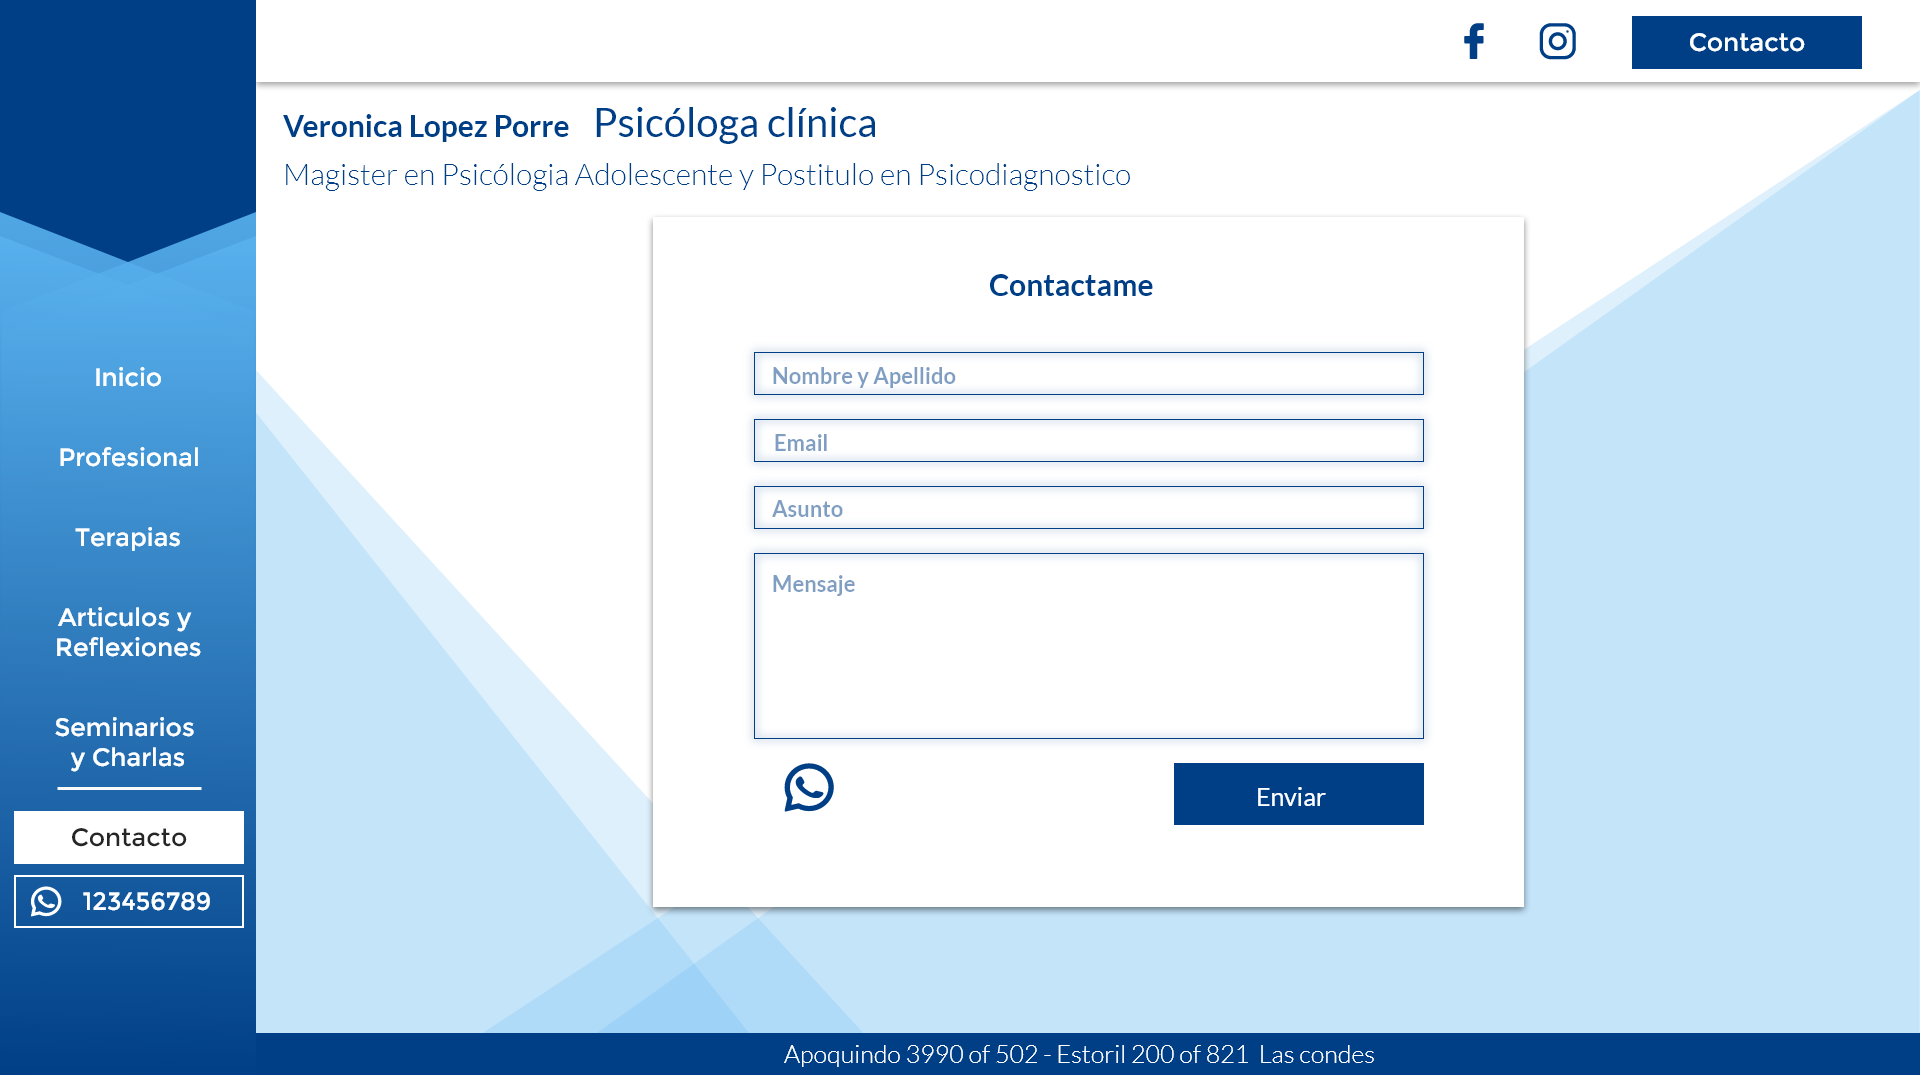 Contacto
Veronica Lopez Porre Psicóloga clínica
Magister en Psicólogia Adolescente y Postitulo en Psicodiagnostico
Inicio
Profesional
Terapias
Articulos y
Reflexiones
Seminarios
y Charlas
Contacto
123456789
Contactame
Nombre y Apellido
Email
Asunto
Mensaje
Enviar
Apoquindo 3990 of 502 - Estoril 200 of 821 Las condes